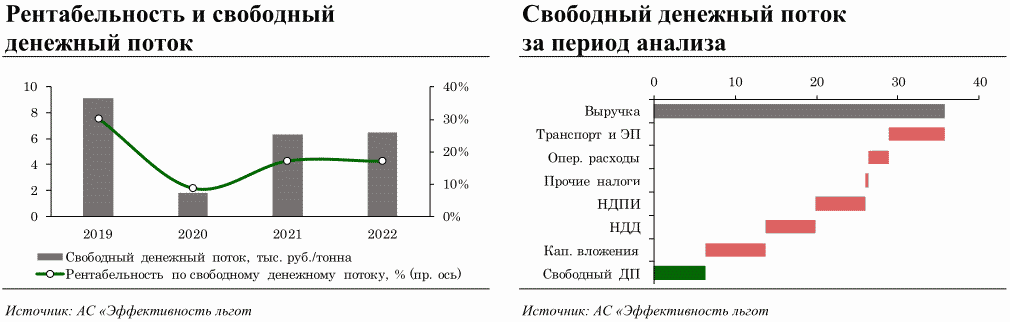 Рентабельность и свободный
денежный поток
10
8
6
4
2
0
40%
30%
20%
10%
0%
2019
2020
2021
2022
Свободный денежный поток, тыс. руб./тонна
Рентабельность по свободному денежному потоку, % (пр. ось)
Источник: АС «Эффективность льгот
Свободный денежный поток
за период анализа
0
10
20
30
40
Выручка
Транспорт и ЭП
Опер. расходы
Прочие налоги
НДПИ
НДД
Кап. вложения
Свободный ДП
Источник: АС «Эффективность льгот